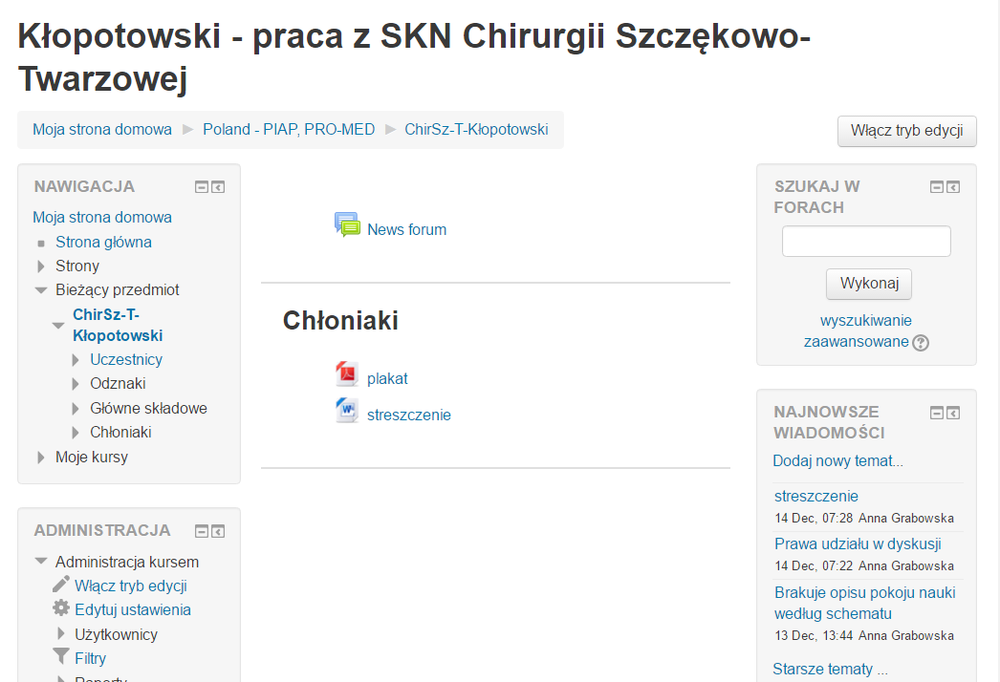 Kłopotowski - praca z SKN Chirurgii Szczękowo-
Twarzowej
Moja strona domowa
Poland - PIAP, PRO-MED
ChirSz-T-Kłopotowski
Włącz tryb edycji
NAWIGACJA
Moja strona domowa
Strona główna
Strony
Bieżący przedmiot
ChirSz-T-
Kłopotowski
Uczestnicy
Odznaki
Główne składowe
Chłoniaki
Moje kursy
ADMINISTRACJA
Administracja kursem
Włącz tryb edycji
Edytuj ustawienia
Użytkownicy
Filtry
Raporty
News forum
Chłoniaki
plakat
streszczenie
SZUKAJ W
FORACH
Wykonaj
wyszukiwanie
zaawansowane
NAJNOWSZE
WIADOMOŚCI
Dodaj nowy temat...
streszczenie
14 Dec, 07:28 Anna Grabowska
Prawa udziału w dyskusji
14 Dec, 07:22 Anna Grabowska
Brakuje opisu pokoju nauki
według schematu
13 Dec, 13:44 Anna Grabowska
Starsze tematy ...